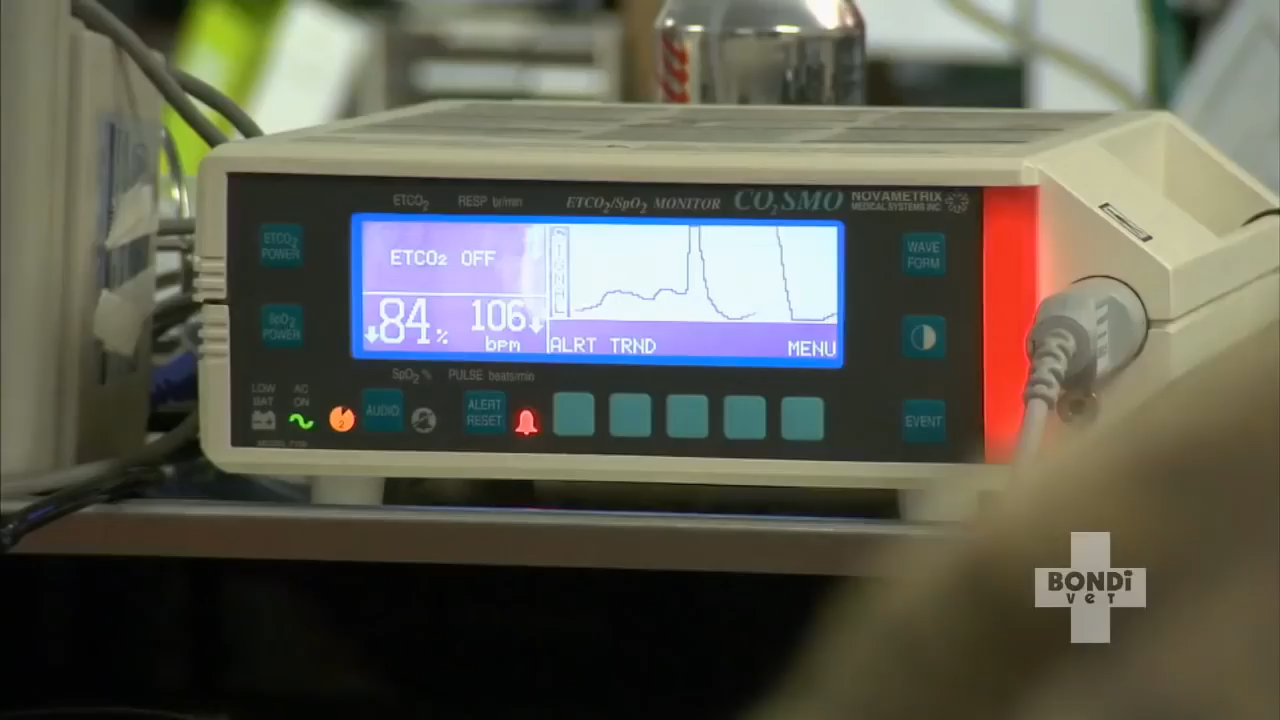 ETCO₂
RESP br/min
ETCO₂/SpO₂ MONITOR
CO₂SMO
NOVAMETRIX
MEDICAL SYSTEMS INC.
ETCO₂
POWER
SpO₂
POWER
ETCO₂ OFF
84%
106
bpm
SIGNAL
ALRT TRND
MENU
WAVE
FORM
EVENT
SpO₂ %
PULSE beats/min
LOW
BAT
AC
ON
2
AUDIO
ALERT
RESET
BONDi
vet